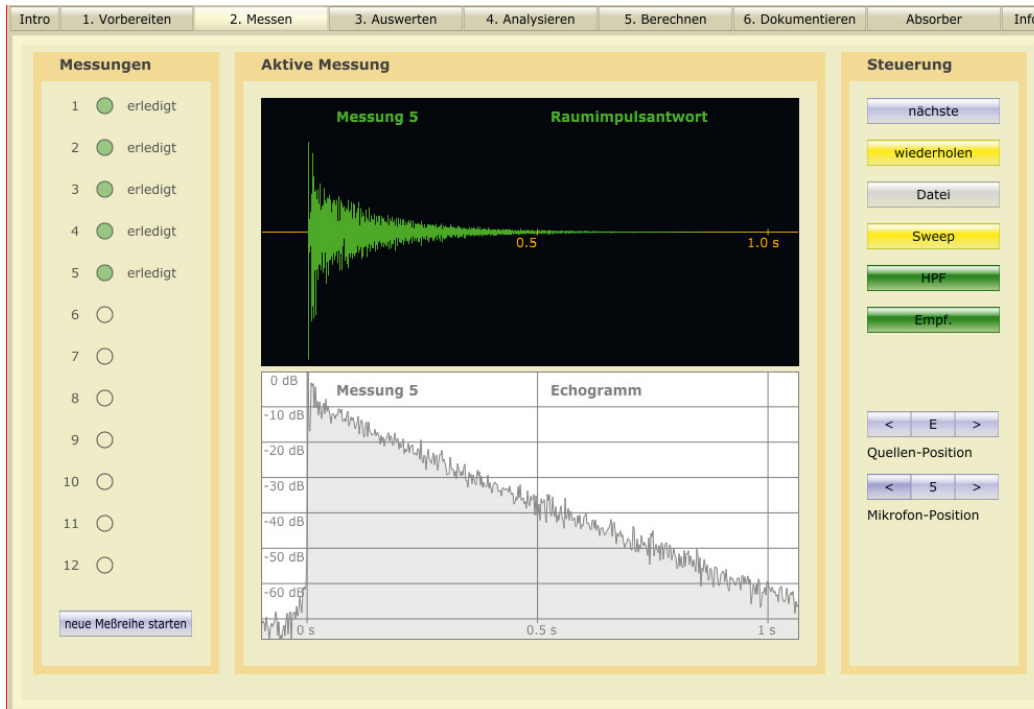 Intro
1. Vorbereiten
2. Messen
3. Auswerten
4. Analysieren
5. Berechnen
6. Dokumentieren
Absorber
Messungen
1 erledigt
2 erledigt
3 erledigt
4 erledigt
5 erledigt
6
7
8
9
10
11
12
neue Meßreihe starten
Aktive Messung
Messung 5 Raumimpulsantwort
0.5 1.0 s
0 dB
Messung 5 Echogramm
-10 dB
-20 dB
-30 dB
-40 dB
-50 dB
-60 dB
0 s 0.5 s 1 s
Steuerung
nächste
wiederholen
Datei
Sweep
HPF
Empf.
< E >
Quellen-Position
< 5 >
Mikrofon-Position